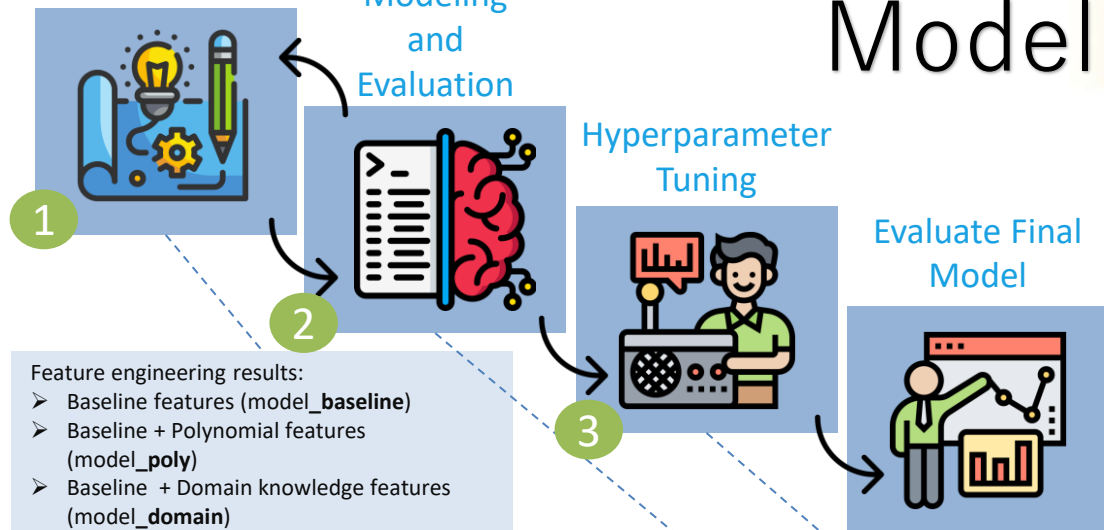 Modeling
and
Evaluation
Model
Hyperparameter
Tuning
Evaluate Final
Model
1
2
3
Feature engineering results:
➢ Baseline features (model_baseline)
➢ Baseline + Polynomial features
(model_poly)
➢ Baseline + Domain knowledge features
(model_domain)
>_